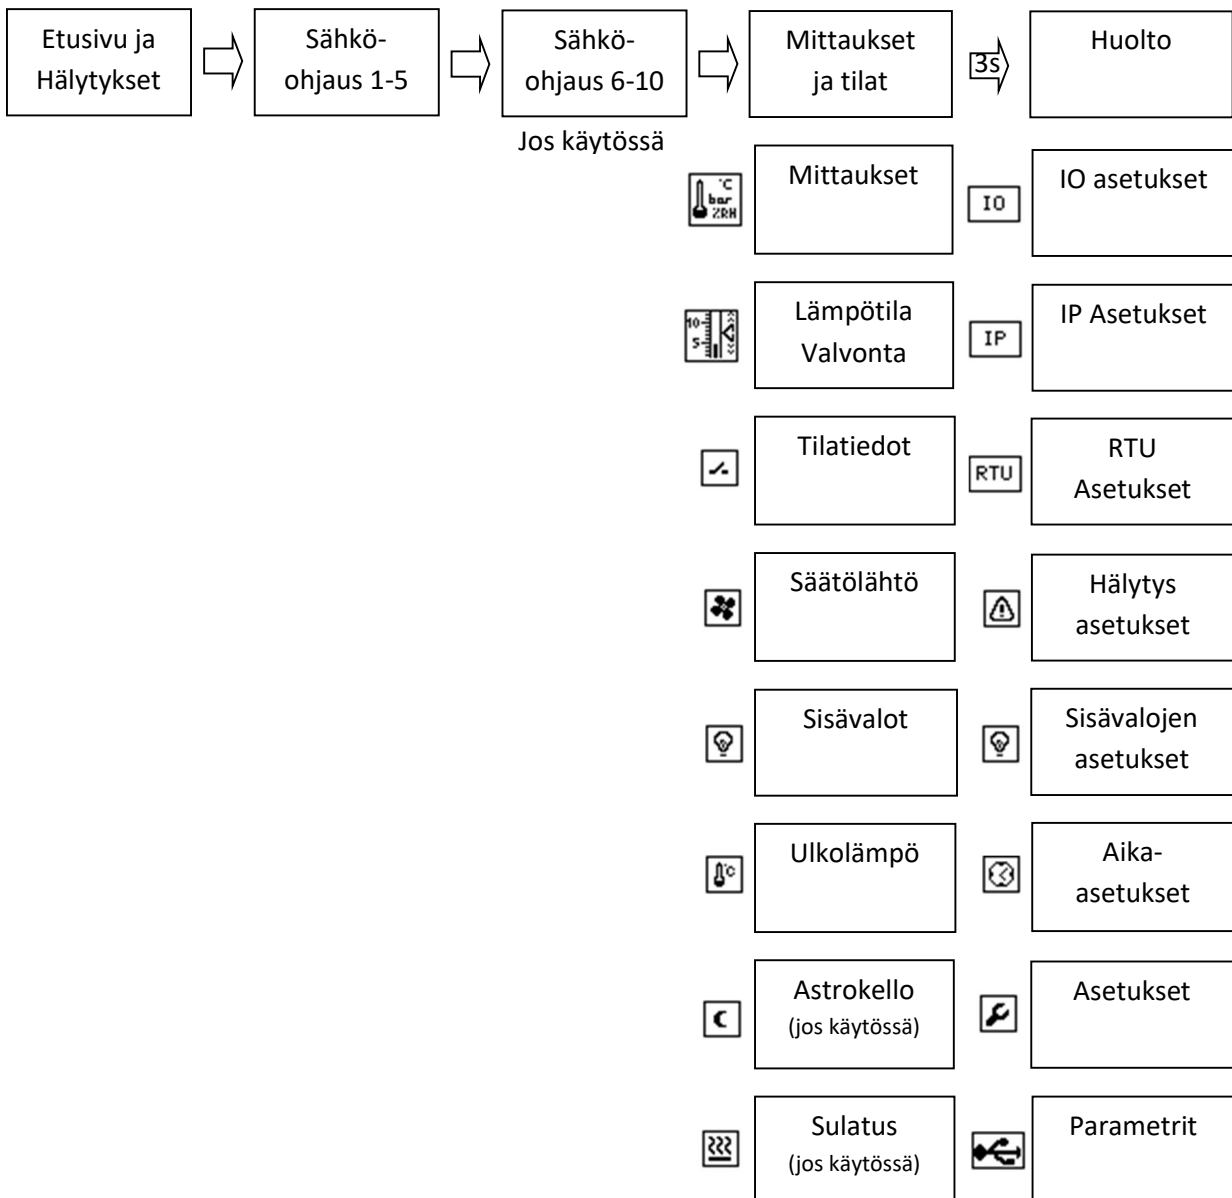 Etusivu ja
Hälytykset
Sähkö-
ohjaus 1-5
Sähkö-
ohjaus 6-10
Jos käytössä
Mittaukset
ja tilat
3s
Huolto
°C
bar
%RH
Mittaukset
IO
IO asetukset
10-
5-
Lämpötila
Valvonta
IP
IP Asetukset
Tilatiedot
RTU
RTU
Asetukset
Säätölähtö
Hälytys
asetukset
Sisävalot
Sisävalojen
asetukset
°C
Ulkolämpö
Aika-
asetukset
Astrokello
(jos käytössä)
Asetukset
Sulatus
(jos käytössä)
Parametrit